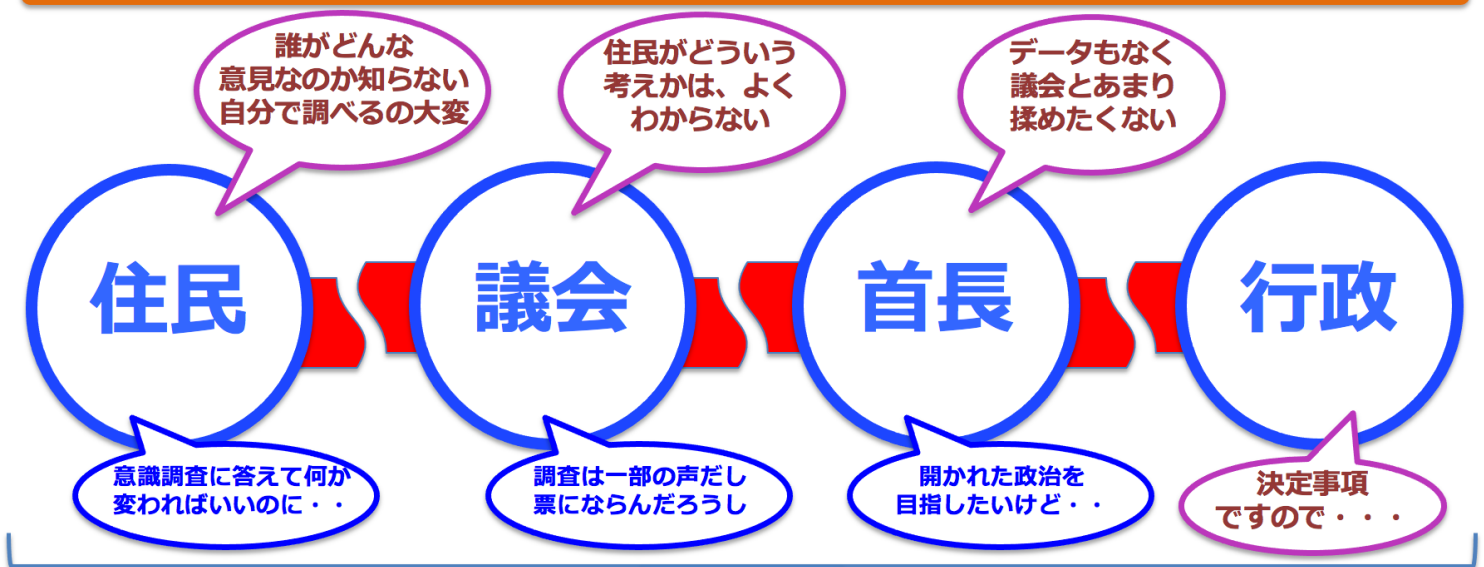 誰がどんな
意見なのか知らない
自分で調べるの大変
住民がどういう
考えかは、よく
わからない
データもなく
議会とあまり
揉めたくない
住民
議会
首長
行政
意識調査に答えて何か
変わればいいのに・・
調査は一部の声だし
票にならんだろうし
開かれた政治を
目指したいけど・・
決定事項
ですので・・・